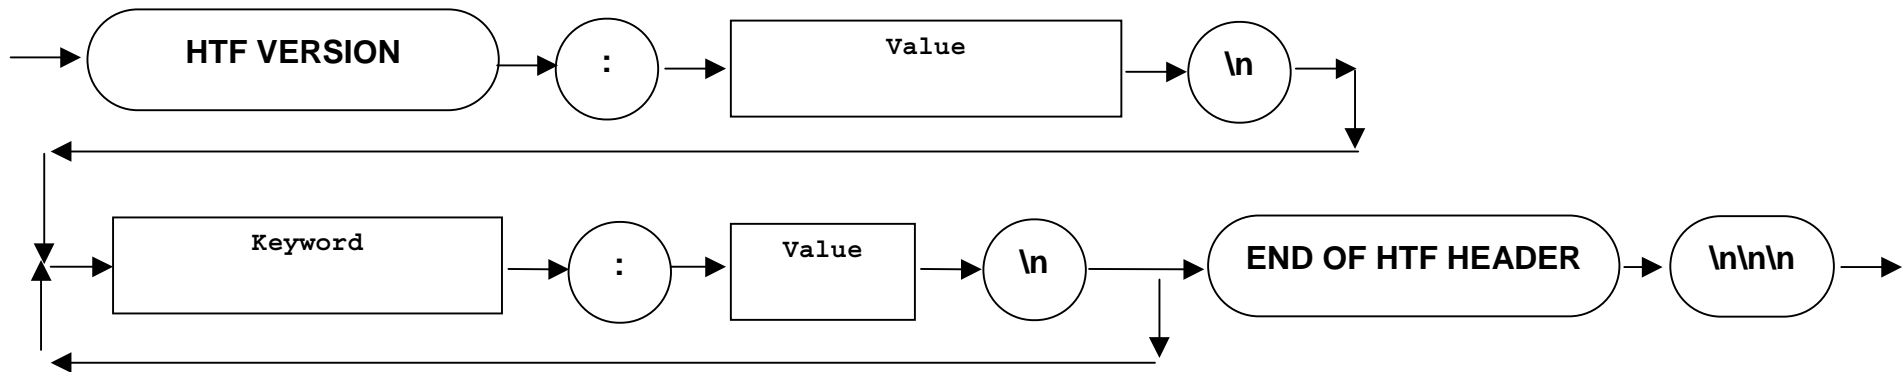 HTF VERSION : Value \n
Keyword : Value \n END OF HTF HEADER \n\n\n